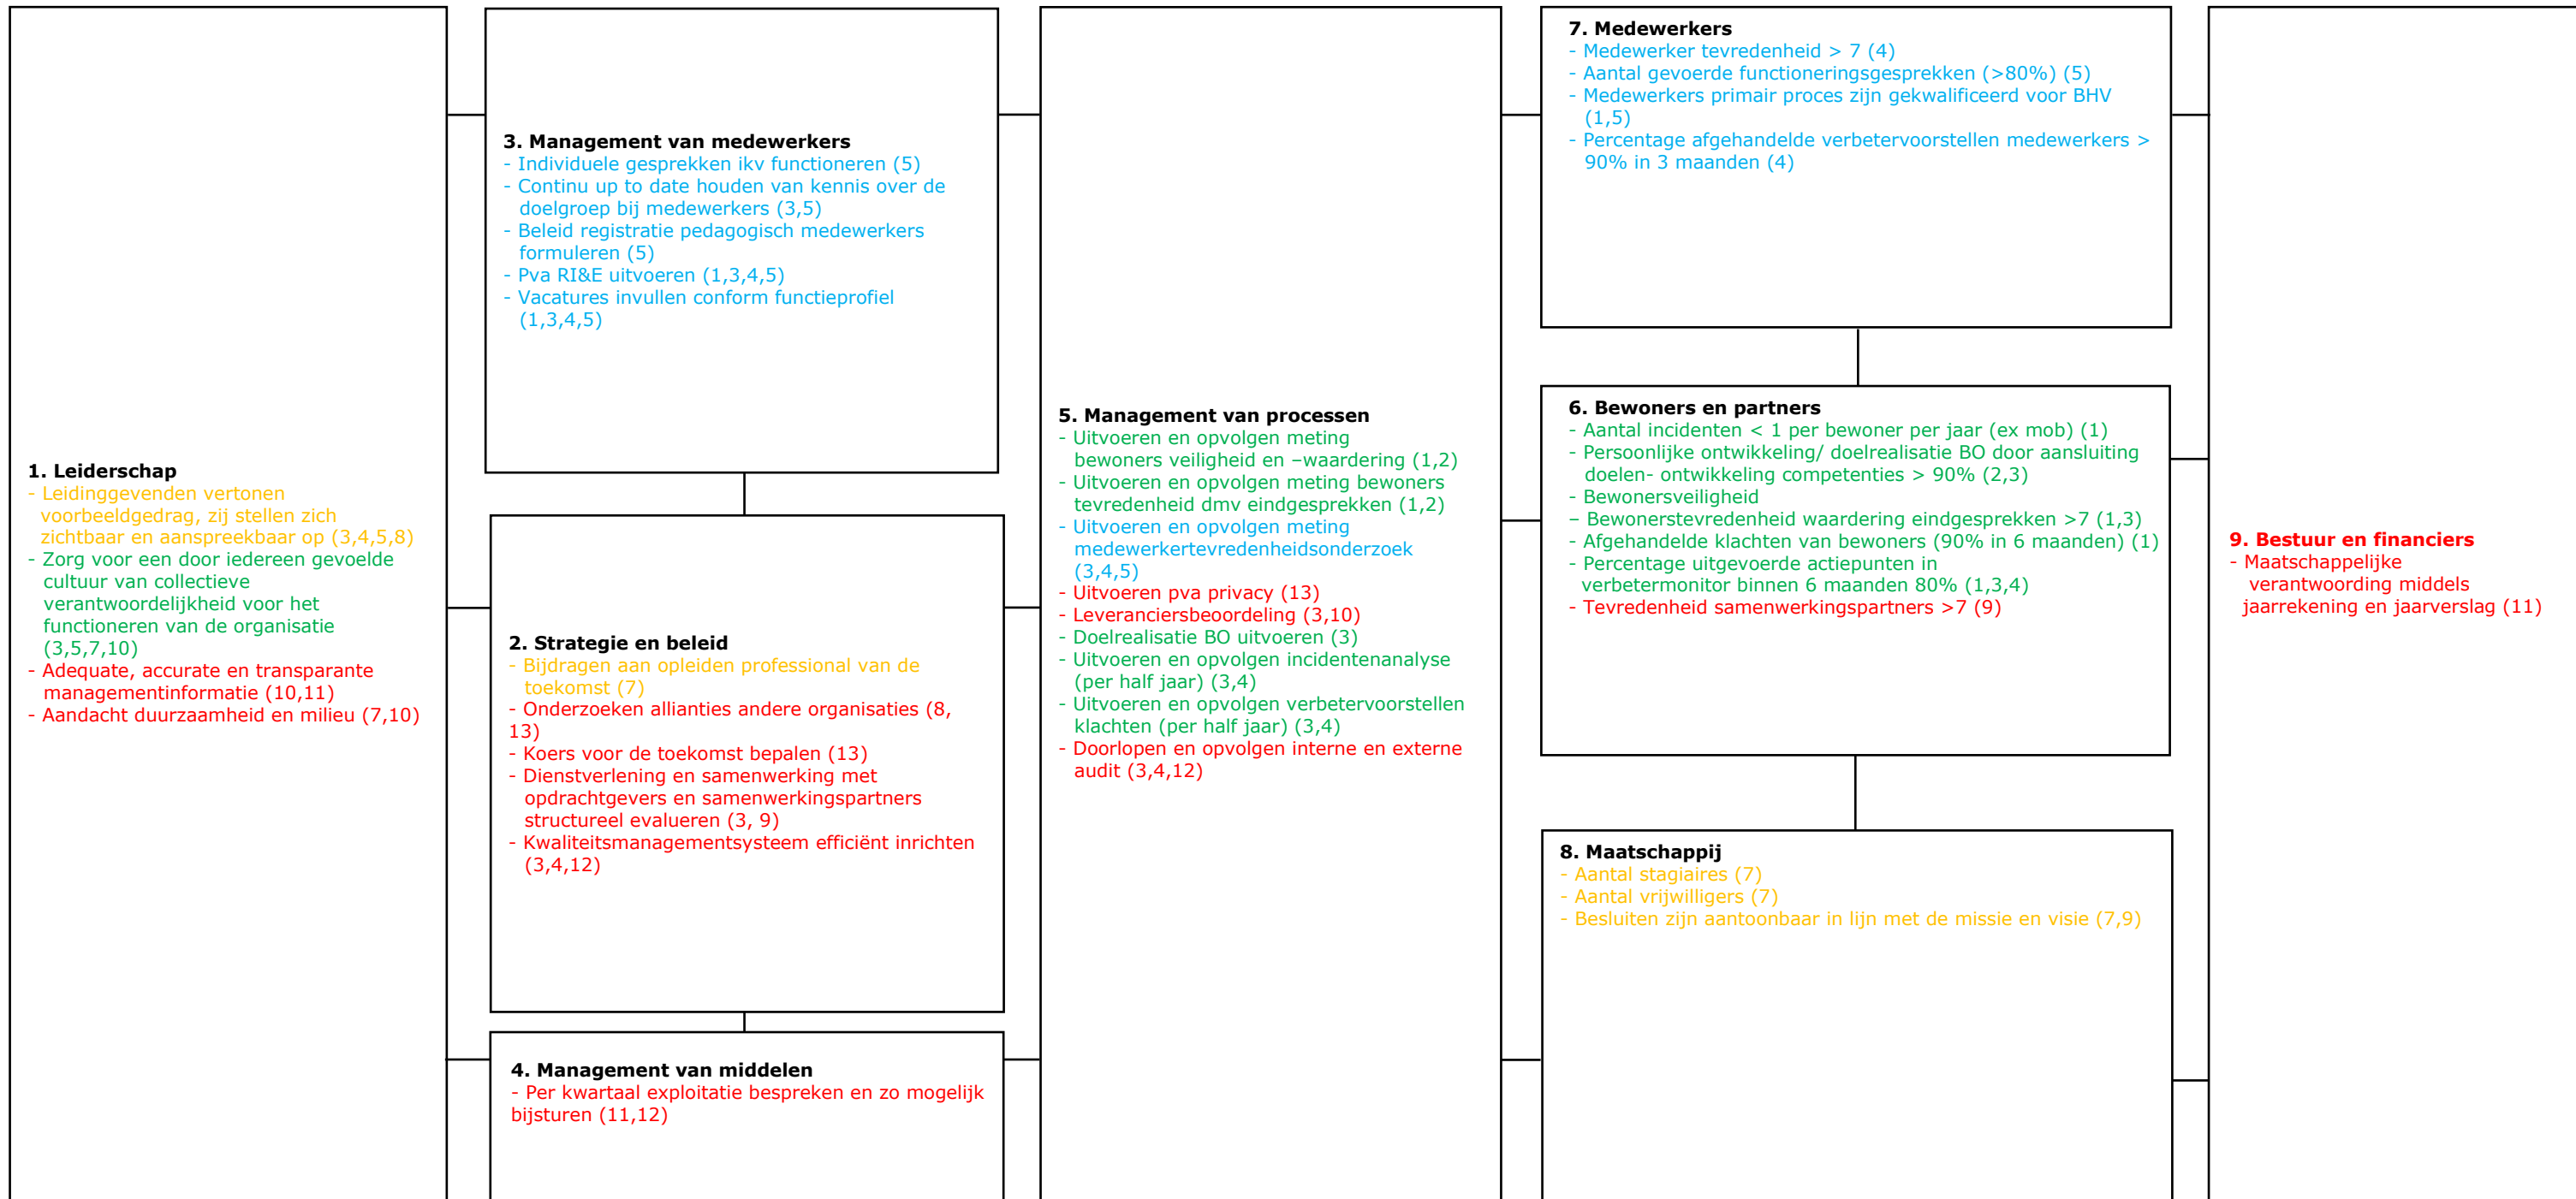 1. Leiderschap
- Leidinggevenden vertonen
voorbeeldgedrag, zij stellen zich
zichtbaar en aanspreekbaar op (3,4,5,8)
- Zorg voor een door iedereen gevoelde
cultuur van collectieve
verantwoordelijkheid voor het
functioneren van de organisatie
(3,5,7,10)
- Adequate, accurate en transparante
managementinformatie (10,11)
- Aandacht duurzaamheid en milieu (7,10)
3. Management van medewerkers
- Individuele gesprekken ikv functioneren (5)
- Continu up to date houden van kennis over de
doelgroep bij medewerkers (3,5)
- Beleid registratie pedagogisch medewerkers
formuleren (5)
- Pva RI&E uitvoeren (1,3,4,5)
- Vacatures invullen conform functieprofiel
(1,3,4,5)
2. Strategie en beleid
- Bijdragen aan opleiden professional van de
toekomst (7)
- Onderzoeken allianties andere organisaties (8,
13)
- Koers voor de toekomst bepalen (13)
- Dienstverlening en samenwerking met
opdrachtgevers en samenwerkingspartners
structureel evalueren (3, 9)
- Kwaliteitsmanagementsysteem efficiënt inrichten
(3,4,12)
4. Management van middelen
- Per kwartaal exploitatie bespreken en zo mogelijk
bijsturen (11,12)
5. Management van processen
- Uitvoeren en opvolgen meting
bewoners veiligheid en –waardering (1,2)
- Uitvoeren en opvolgen meting bewoners
tevredenheid dmv eindgesprekken (1,2)
- Uitvoeren en opvolgen meting
medewerkertevredenheidsonderzoek
(3,4,5)
- Uitvoeren pva privacy (13)
- Leveranciersbeoordeling (3,10)
- Doelrealisatie BO uitvoeren (3)
- Uitvoeren en opvolgen incidentenanalyse
(per half jaar) (3,4)
- Uitvoeren en opvolgen verbetervoorstellen
klachten (per half jaar) (3,4)
- Doorlopen en opvolgen interne en externe
audit (3,4,12)
7. Medewerkers
- Medewerker tevredenheid > 7 (4)
- Aantal gevoerde functioneringsgesprekken (>80%) (5)
- Medewerkers primair proces zijn gekwalificeerd voor BHV
(1,5)
- Percentage afgehandelde verbetervoorstellen medewerkers >
90% in 3 maanden (4)
6. Bewoners en partners
- Aantal incidenten < 1 per bewoner per jaar (ex mob) (1)
- Persoonlijke ontwikkeling/ doelrealisatie BO door aansluiting
doelen- ontwikkeling competenties > 90% (2,3)
- Bewonersveiligheid
– Bewonerstevredenheid waardering eindgesprekken >7 (1,3)
- Afgehandelde klachten van bewoners (90% in 6 maanden) (1)
- Percentage uitgevoerde actiepunten in
verbetermonitor binnen 6 maanden 80% (1,3,4)
- Tevredenheid samenwerkingspartners >7 (9)
8. Maatschappij
- Aantal stagiaires (7)
- Aantal vrijwilligers (7)
- Besluiten zijn aantoonbaar in lijn met de missie en visie (7,9)
9. Bestuur en financiers
- Maatschappelijke
verantwoording middels
jaarrekening en jaarverslag (11)